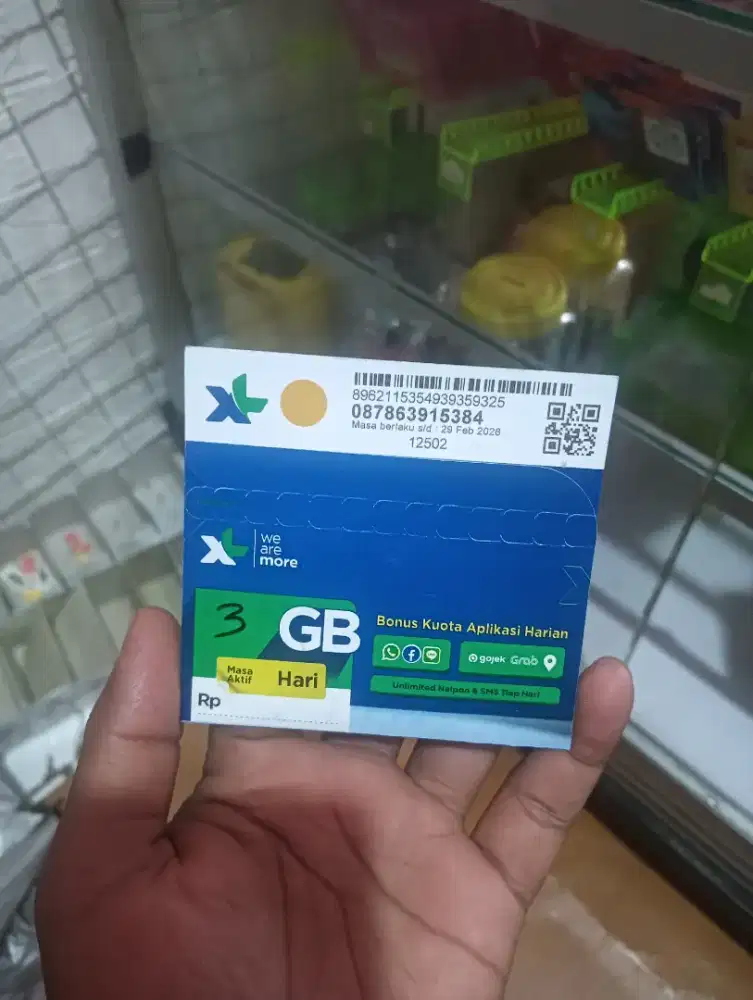 XL
8962115354939359325
087863915384
Masa berlaku s/d : 29 Feb 2028
12502
XL
we
are
more
3 GB
Masa
Aktif
Hari
Rp
Bonus Kuota Aplikasi Harian
gojek Grab
Unlimited Nelpon & SMS Tiap Hari